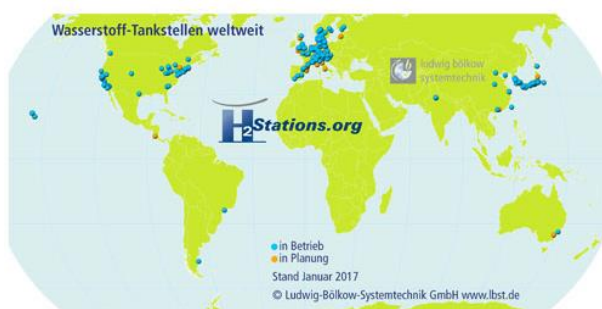 Wasserstoff-Tankstellen weltweit
ludwig bölkow
systemtechnik
H2Stations.org
in Betrieb
in Planung
Stand Januar 2017
© Ludwig-Bölkow-Systemtechnik GmbH www.lbst.de